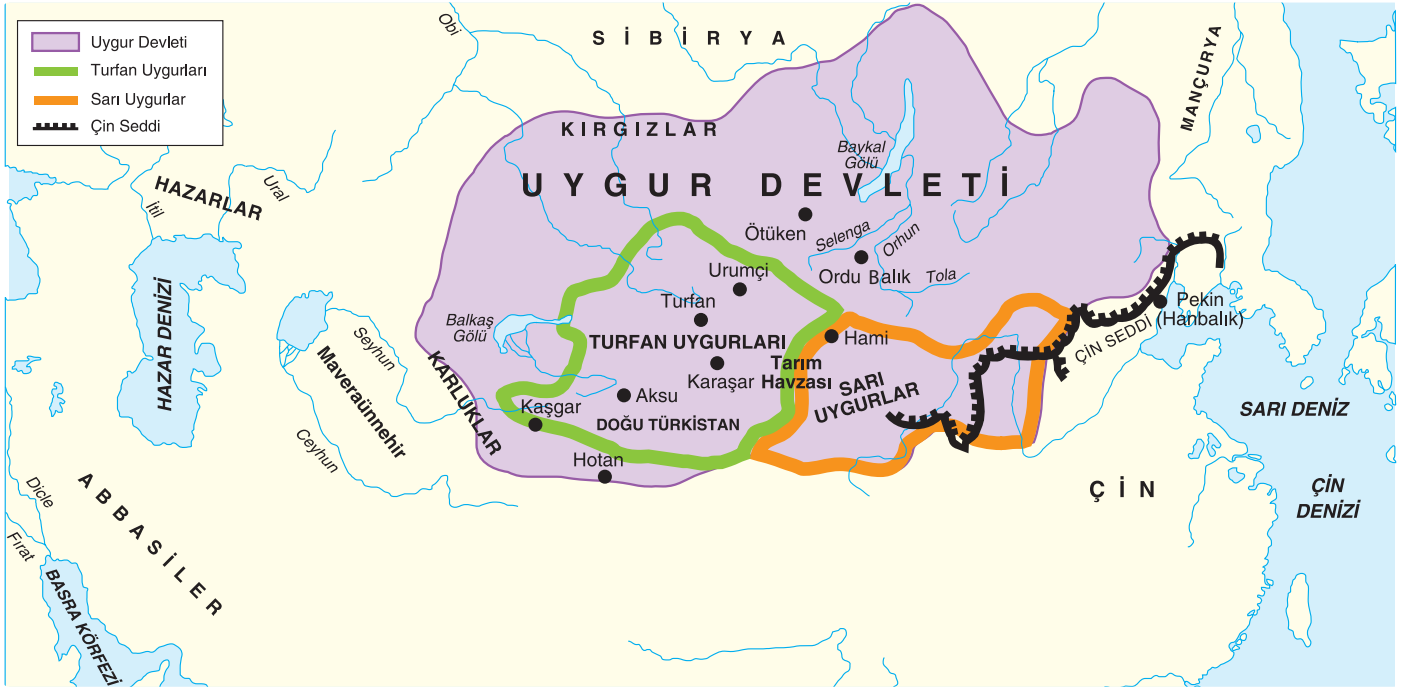 Uygur Devleti
Turfan Uygurları
Sarı Uygurlar
Çin Seddi
Obi
SİBİRYA
MANÇURYA
KIRGIZLAR
Baykal
Gölü
UYGUR DEVLETİ
HAZARLAR
Ural
İtil
Ötüken
Selenga
Orhun
Ordu Balık
Tola
Urumçi
Turfan
Pekin
(Hanbalık)
ÇİN SEDDİ
HAZAR DENİZİ
Balkaş
Gölü
Seyhun
TURFAN UYGURLARI
Hami
Tarım
Havzası
Karaşar
SARI
UYGURLAR
Maveraünnehir
KARLUKLAR
Aksu
Kaşgar
DOĞU TÜRKİSTAN
SARI DENİZ
Ceyhun
Hotan
ÇİN
ÇİN
DENİZİ
Dicle
Fırat
ABBASİLER
BASRA KÖRFEZİ